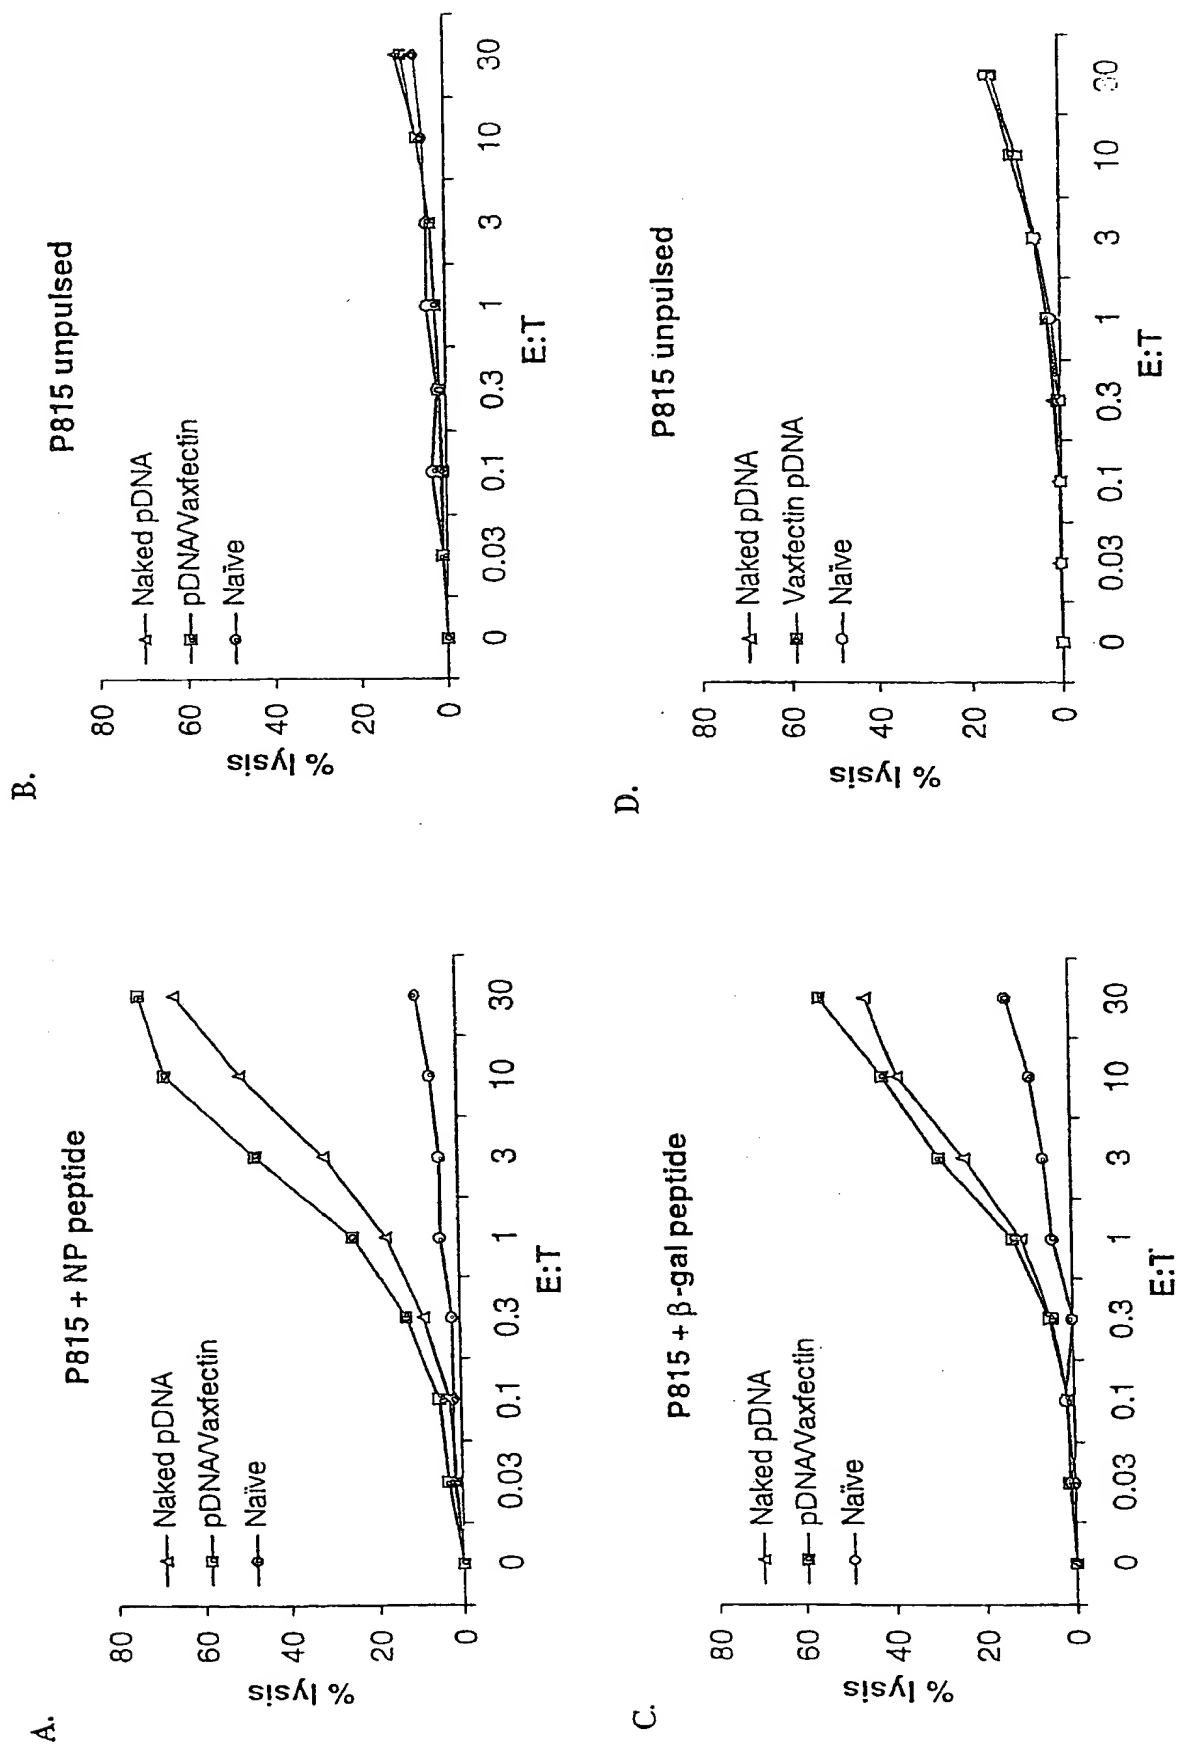 A.
P815 + NP peptide
Naked pDNA
pDNA/Vaxfectin
Naïve
80
60
40
20
0
% lysis
0 0.03 0.1 0.3 1 3 10 30
E:T
B.
P815 unpulsed
Naked pDNA
pDNA/Vaxfectin
Naïve
80
60
40
20
0
% lysis
0 0.03 0.1 0.3 1 3 10 30
E:T
C.
P815 + β-gal peptide
Naked pDNA
pDNA/Vaxfectin
Naïve
80
60
40
20
0
% lysis
0 0.03 0.1 0.3 1 3 10 30
E:T
D.
P815 unpulsed
Naked pDNA
Vaxfectin pDNA
Naïve
80
60
40
20
0
% lysis
0 0.03 0.1 0.3 1 3 10 30
E:T